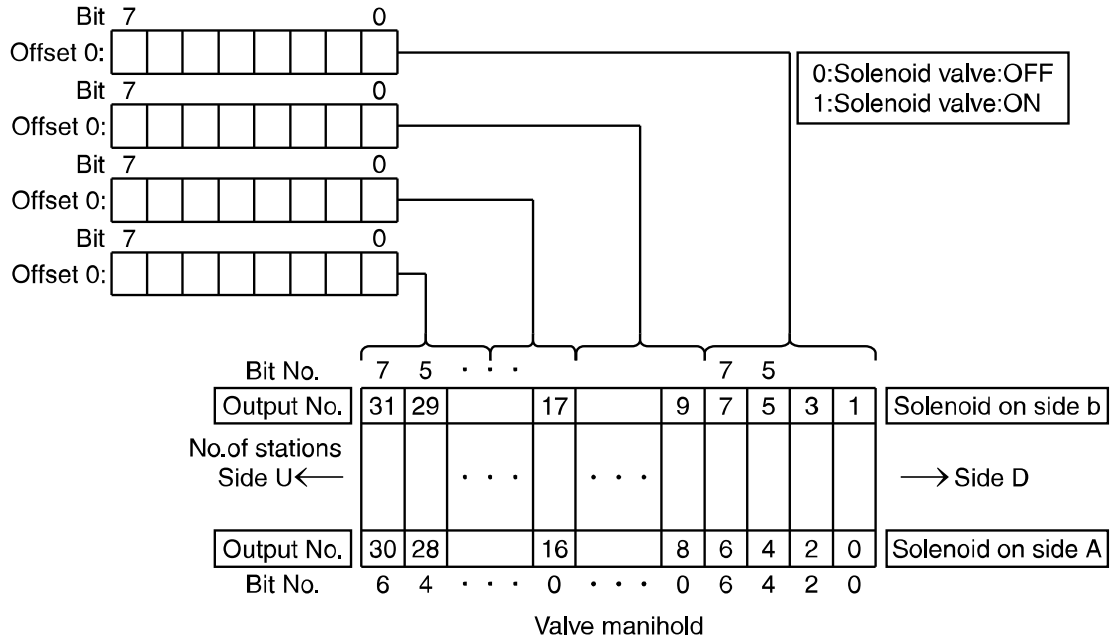 Bit 7 0
Offset 0:
Bit 7 0
Offset 0:
Bit 7 0
Offset 0:
Bit 7 0
Offset 0:
0:Solenoid valve:OFF
1:Solenoid valve:ON
Bit No. 7 5 · · · 7 5
Output No. 31 29 17 9 7 5 3 1 Solenoid on side b
No.of stations
Side U← · · · · · · → Side D
Output No. 30 28 16 8 6 4 2 0 Solenoid on side A
Bit No. 6 4 · · · 0 · · · 0 6 4 2 0
Valve manihold